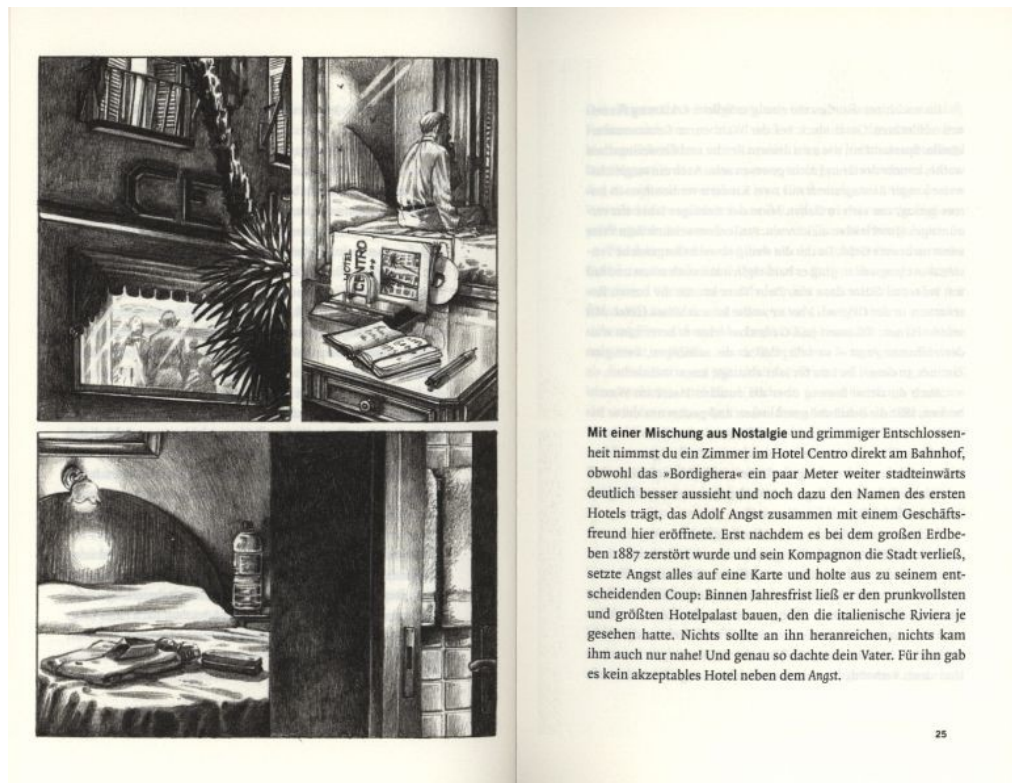 CE
HOTEL
CENTRO
Mit einer Mischung aus Nostalgie und grimmiger Entschlossen-
heit nimmst du ein Zimmer im Hotel Centro direkt am Bahnhof,
obwohl das »Bordighera« ein paar Meter weiter stadteinwärts
deutlich besser aussieht und noch dazu den Namen des ersten
Hotels trägt, das Adolf Angst zusammen mit einem Geschäfts-
freund hier eröffnete. Erst nachdem es bei dem großen Erdbe-
ben 1887 zerstört wurde und sein Kompagnon die Stadt verließ,
setzte Angst alles auf eine Karte und holte aus zu seinem ent-
scheidenden Coup: Binnen Jahresfrist ließ er den prunkvollsten
und größten Hotelpalast bauen, den die italienische Riviera je
gesehen hatte. Nichts sollte an ihn heranreichen, nichts kam
ihm auch nur nahe! Und genau so dachte dein Vater. Für ihn gab
es kein akzeptables Hotel neben dem Angst.
25